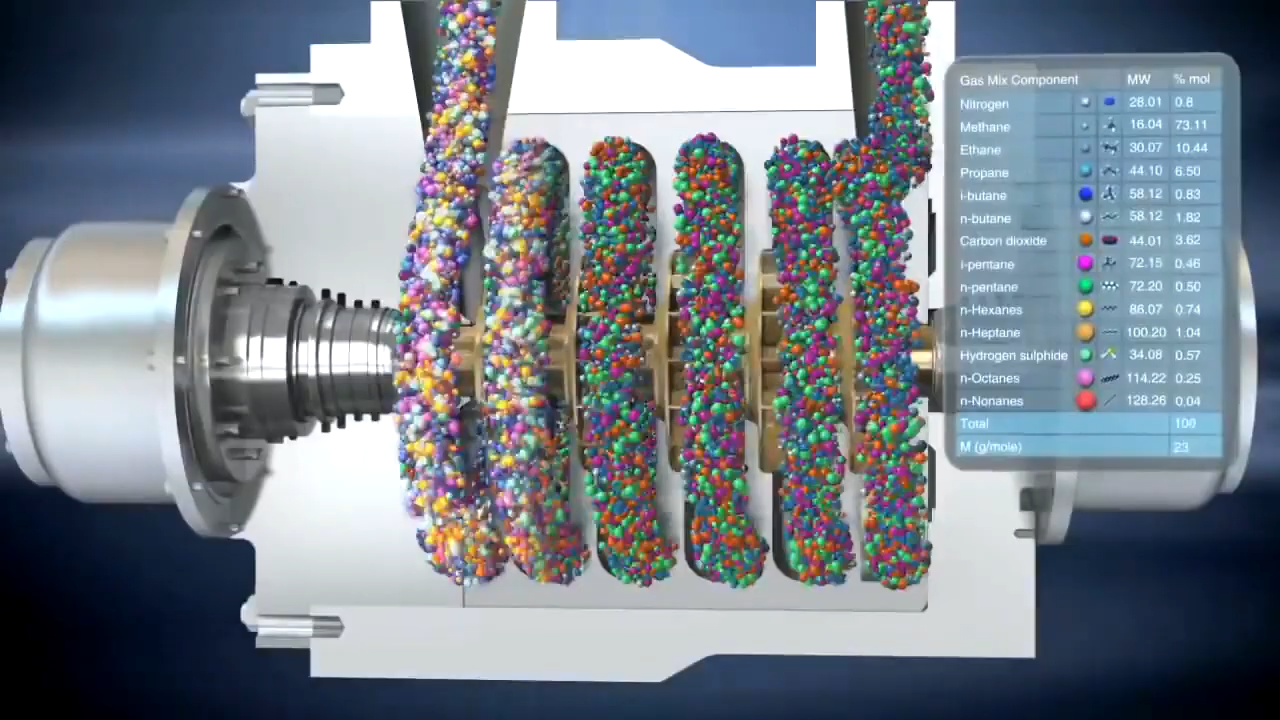 Gas Mix Component MW % mol
Nitrogen 28.01 0.8
Methane 16.04 73.11
Ethane 30.07 10.44
Propane 44.10 6.50
i-butane 58.12 0.83
n-butane 58.12 1.82
Carbon dioxide 44.01 3.62
i-pentane 72.15 0.46
n-pentane 72.20 0.50
n-Hexanes 86.07 0.74
n-Heptane 100.20 1.04
Hydrogen sulphide 34.08 0.57
n-Octanes 114.22 0.25
n-Nonanes 128.26 0.04
Total 100
M (g/mole) 23